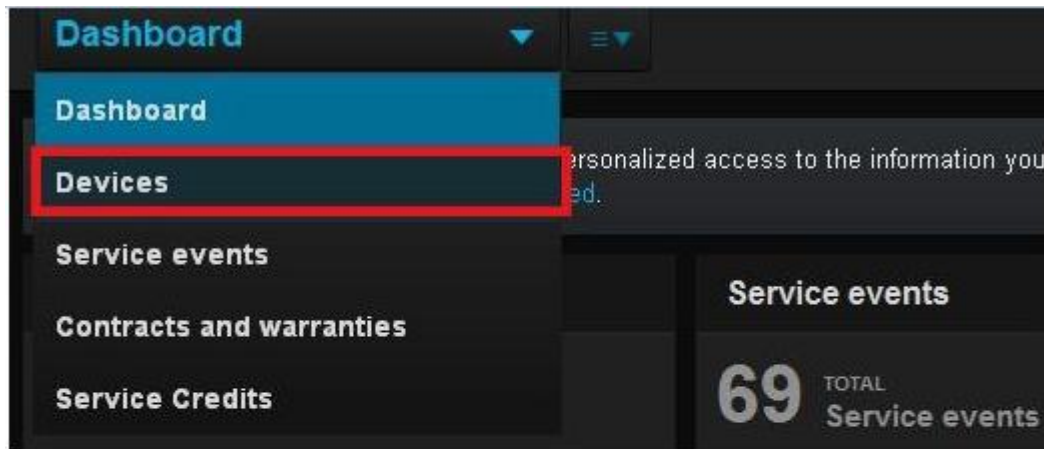 Dashboard
Dashboard
Devices
Service events
Contracts and warranties
Service Credits
ersonalized access to the information you
ed.
Service events
69 TOTAL
Service events